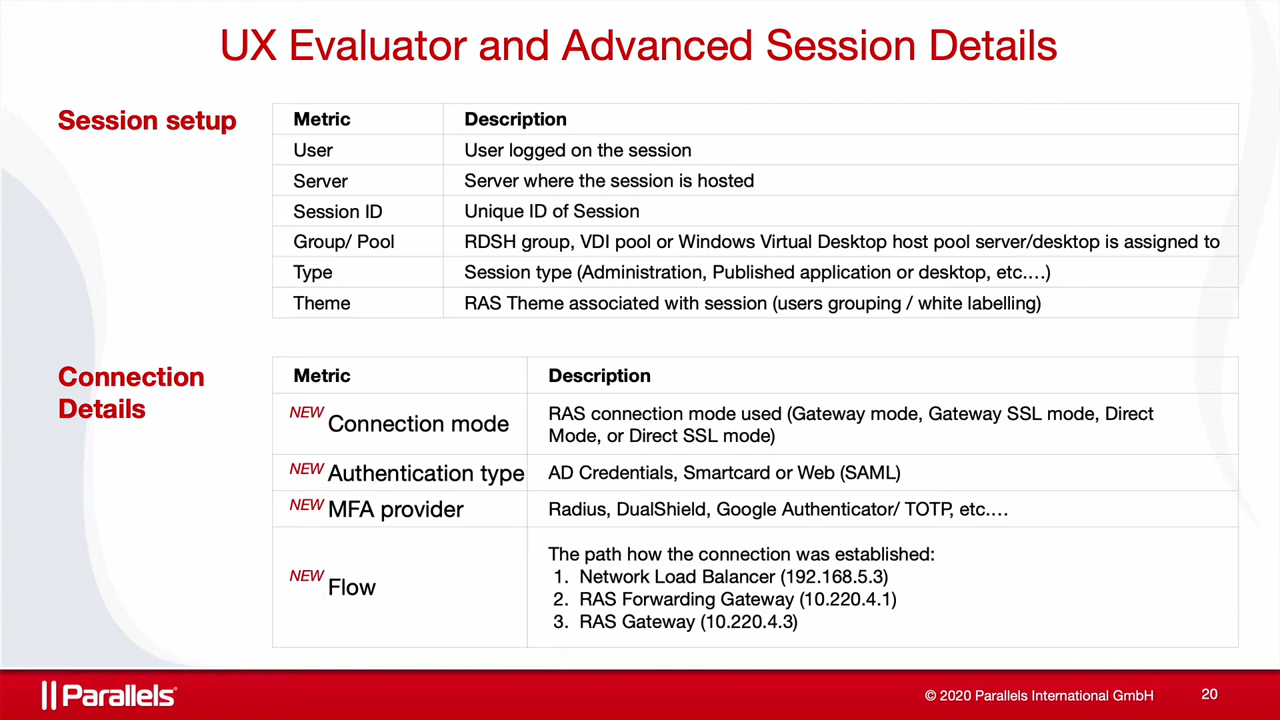 UX Evaluator and Advanced Session Details
Session setup
Metric Description
User User logged on the session
Server Server where the session is hosted
Session ID Unique ID of Session
Group/ Pool RDSH group, VDI pool or Windows Virtual Desktop host pool server/desktop is assigned to
Type Session type (Administration, Published application or desktop, etc.…)
Theme RAS Theme associated with session (users grouping / white labelling)
Connection
Details
Metric Description
NEW Connection mode RAS connection mode used (Gateway mode, Gateway SSL mode, Direct
Mode, or Direct SSL mode)
NEW Authentication type AD Credentials, Smartcard or Web (SAML)
NEW MFA provider Radius, DualShield, Google Authenticator/ TOTP, etc.…
NEW Flow
The path how the connection was established:
1. Network Load Balancer (192.168.5.3)
2. RAS Forwarding Gateway (10.220.4.1)
3. RAS Gateway (10.220.4.3)
Parallels® © 2020 Parallels International GmbH 20